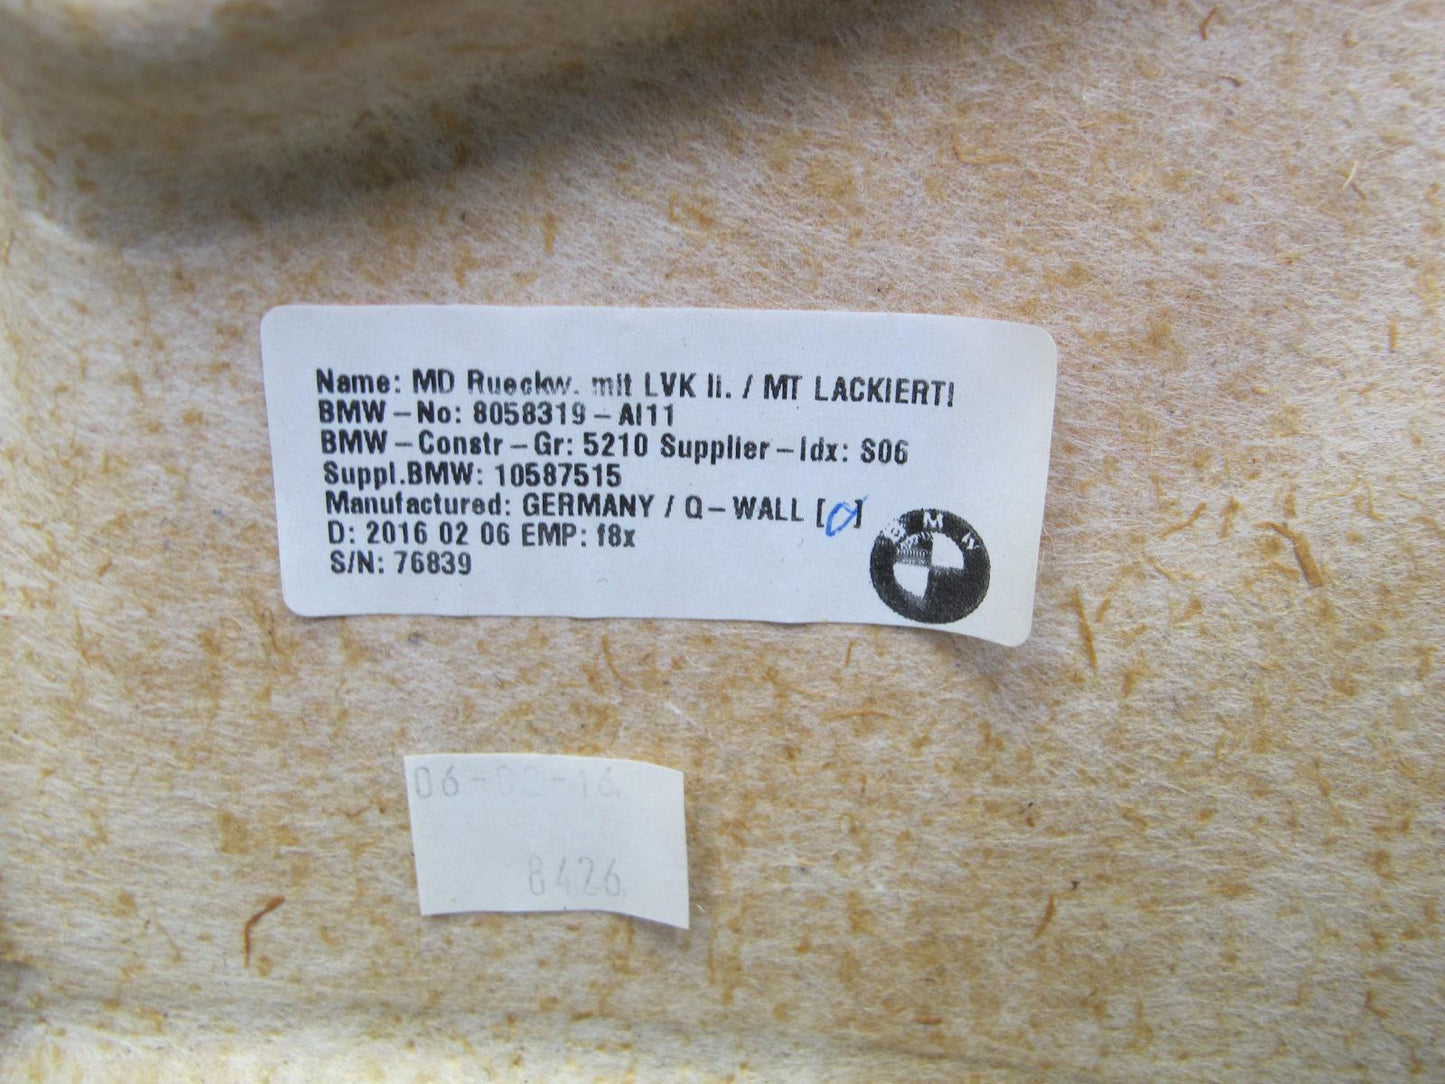 Name: MD Rueckw. mit LVK li. / MT LACKIERT!
BMW-No: 8058319-AI11
BMW-Constr-Gr: 5210 Supplier-Idx: S06
Suppl.BMW: 10587515
Manufactured: GERMANY / Q-WALL []
D: 2016 02 06 EMP: f8x
S/N: 76839
BMW
06-02-16
8426